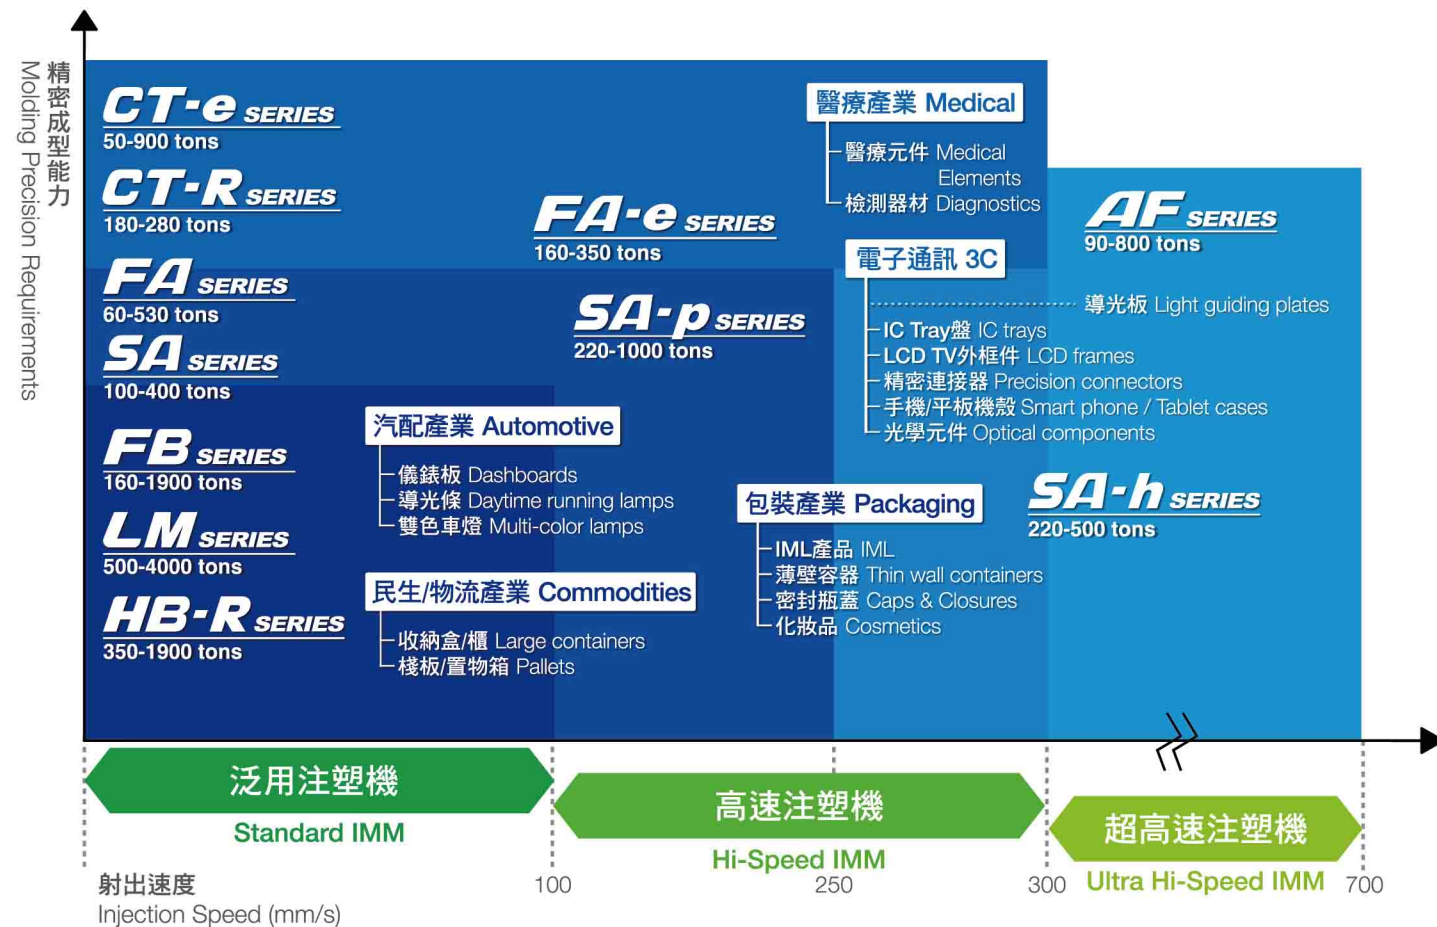 精密成型能力
Molding Precision Requirements
CT-e SERIES
50-900 tons
CT-R SERIES
180-280 tons
FA SERIES
60-530 tons
SA SERIES
100-400 tons
FB SERIES
160-1900 tons
LM SERIES
500-4000 tons
HB-R SERIES
350-1900 tons
FA-e SERIES
160-350 tons
SA-p SERIES
220-1000 tons
汽配產業 Automotive
儀錶板 Dashboards
導光條 Daytime running lamps
雙色車燈 Multi-color lamps
民生/物流產業 Commodities
收納盒/櫃 Large containers
棧板/置物箱 Pallets
醫療產業 Medical
醫療元件 Medical
Elements
檢測器材 Diagnostics
電子通訊 3C
導光板 Light guiding plates
IC Tray盤 IC trays
LCD TV外框件 LCD frames
精密連接器 Precision connectors
手機/平板機殼 Smart phone / Tablet cases
光學元件 Optical components
包裝產業 Packaging
IML產品 IML
薄壁容器 Thin wall containers
密封瓶蓋 Caps & Closures
化妝品 Cosmetics
AF SERIES
90-800 tons
SA-h SERIES
220-500 tons
泛用注塑機
Standard IMM
高速注塑機
Hi-Speed IMM
超高速注塑機
Ultra Hi-Speed IMM
射出速度
Injection Speed (mm/s)
100
250
300
700